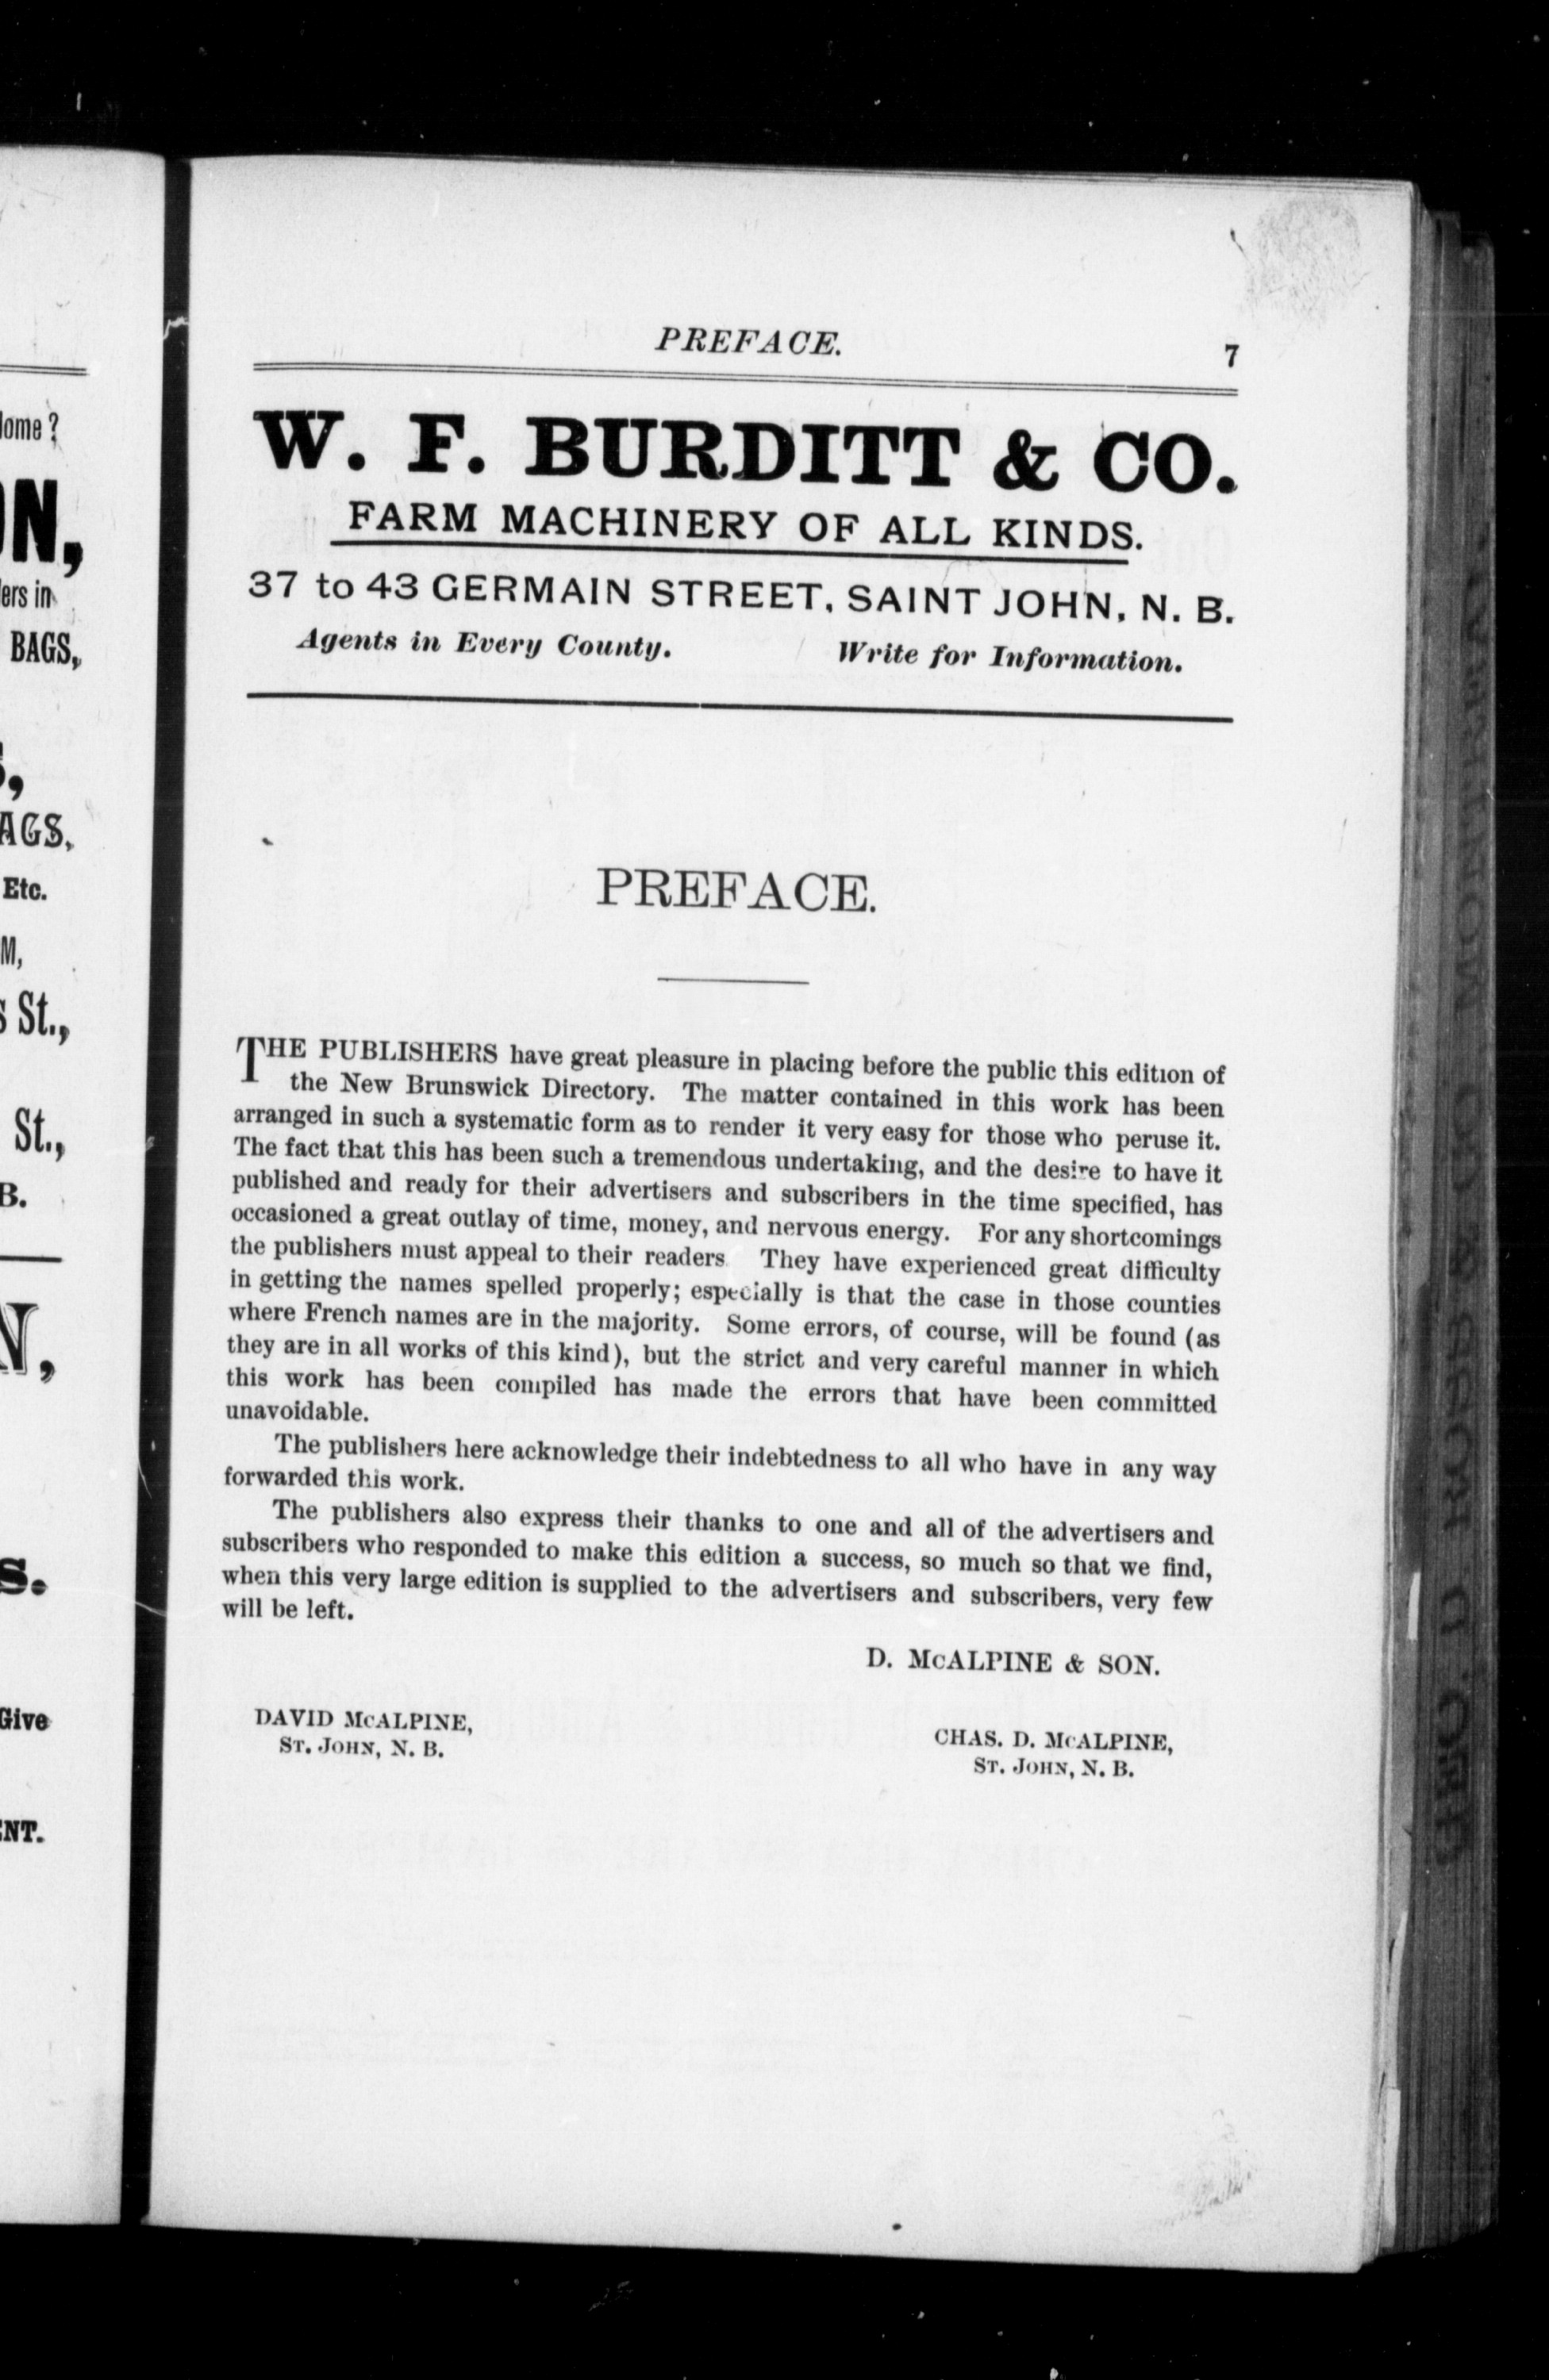 lome?
ON,
lers in
BAGS,
S,
AGS,
Etc.
M,
s St.,
St.,
B.
N,
S.
Give
ENT.
PREFACE. 7
W. F. BURDITT & CO.
FARM MACHINERY OF ALL KINDS.
37 to 43 GERMAIN STREET, SAINT JOHN, N. B.
Agents in Every County. Write for Information.
PREFACE.
THE PUBLISHERS have great pleasure in placing before the public this edition of
the New Brunswick Directory. The matter contained in this work has been
arranged in such a systematic form as to render it very easy for those who peruse it.
The fact that this has been such a tremendous undertaking, and the desire to have it
published and ready for their advertisers and subscribers in the time specified, has
occasioned a great outlay of time, money, and nervous energy. For any shortcomings
the publishers must appeal to their readers They have experienced great difficulty
in getting the names spelled properly; especially is that the case in those counties
where French names are in the majority. Some errors, of course, will be found (as
they are in all works of this kind), but the strict and very careful manner in which
this work has been compiled has made the errors that have been committed
unavoidable.
The publishers here acknowledge their indebtedness to all who have in any way
forwarded this work.
The publishers also express their thanks to one and all of the advertisers and
subscribers who responded to make this edition a success, so much so that we find,
when this very large edition is supplied to the advertisers and subscribers, very few
will be left.
D. McALPINE & SON.
DAVID McALPINE,
ST. JOHN, N. B.
CHAS. D. McALPINE,
ST. JOHN, N. B.